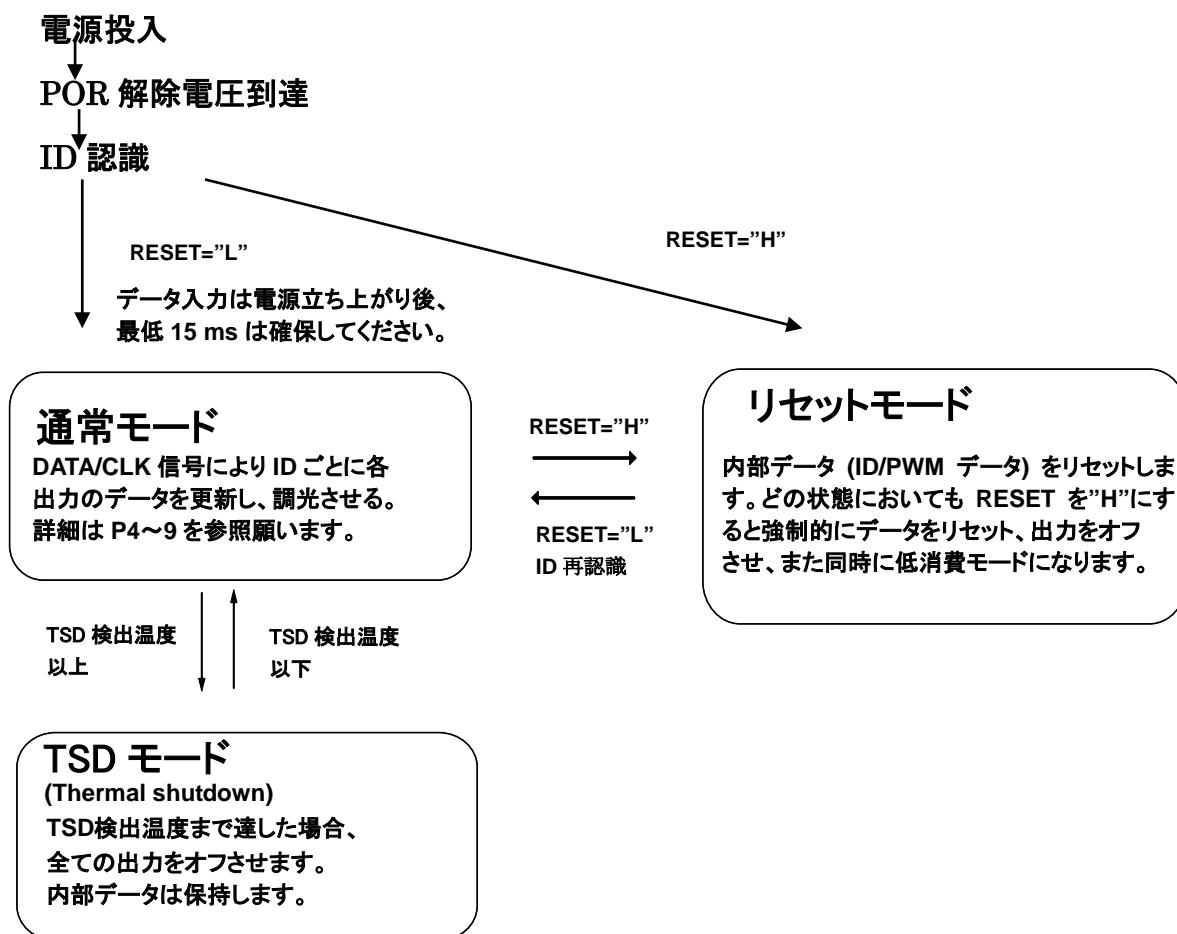 電源投入
POR 解除電圧到達
ID 認識
RESET="L"
RESET=”H”
データ入力は電源立ち上がり後、
最低 15 ms は確保してください。
通常モード
DATA/CLK 信号により ID ごとに各
出力のデータを更新し、調光させる。
詳細は P4～9 を参照願います。
RESET="H"
RESET="L"
ID 再認識
リセットモード
内部データ (ID/PWM データ) をリセットしま
す。どの状態においても RESET を”H”にす
ると強制的にデータをリセット、出力をオフ
させ、また同時に低消費モードになります。
TSD 検出温度
以上
TSD 検出温度
以下
TSD モード
(Thermal shutdown)
TSD検出温度まで達した場合、
全ての出力をオフさせます。
内部データは保持します。